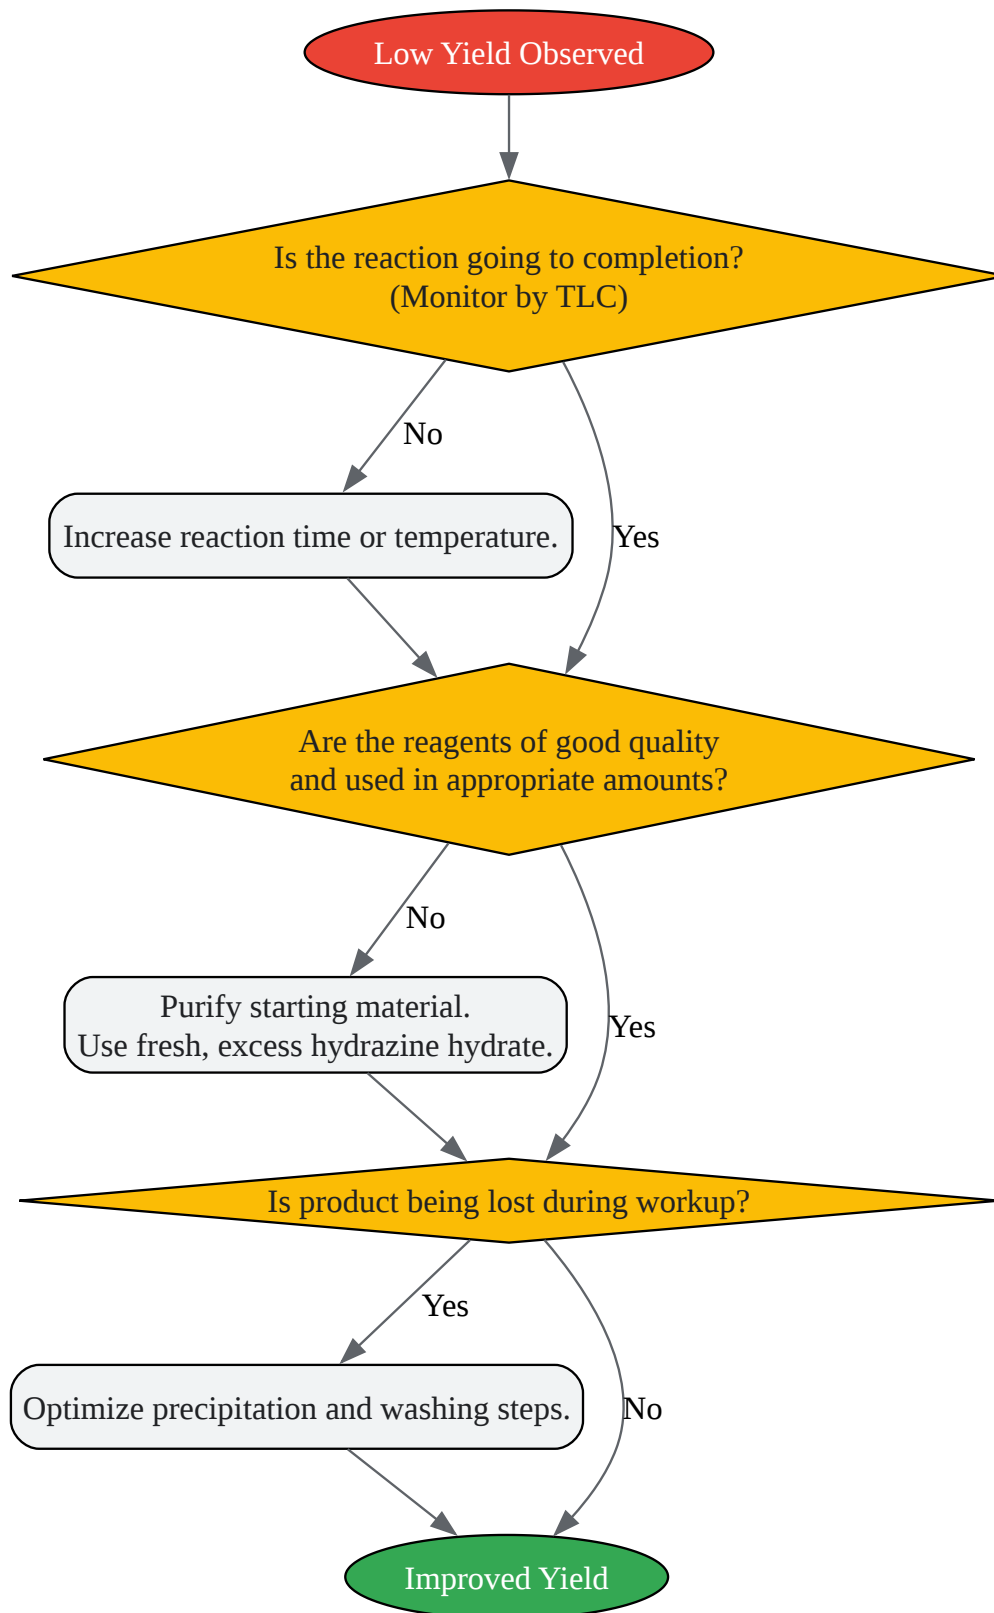 Low Yield Observed
Is the reaction going to completion?
(Monitor by TLC)
No
Increase reaction time or temperature.
Yes
Are the reagents of good quality
and used in appropriate amounts?
No
Purify starting material.
Use fresh, excess hydrazine hydrate.
Yes
Is product being lost during workup?
Yes
Optimize precipitation and washing steps.
No
Improved Yield